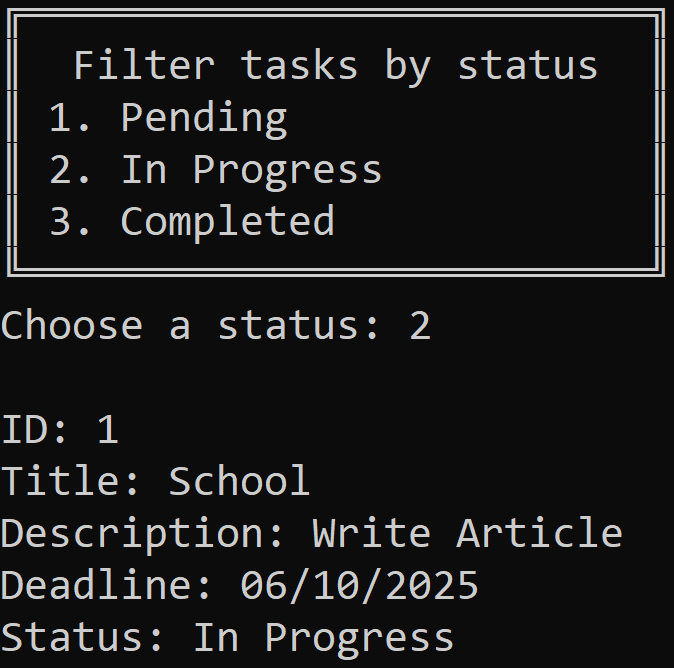 Filter tasks by status
1. Pending
2. In Progress
3. Completed
Choose a status: 2
ID: 1
Title: School
Description: Write Article
Deadline: 06/10/2025
Status: In Progress